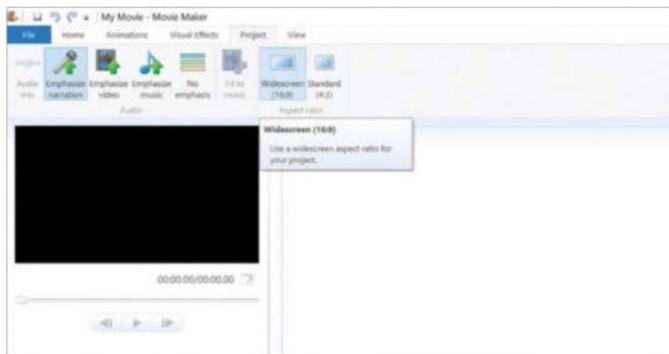 My Movie - Movie Maker
File Home Animations Visual Effects Project View
Audio mix
Emphasize narration
Emphasize video
Emphasize music
No emphasis
Fit to music
Widescreen (16:9)
Standard (4:3)
Audio
Aspect ratio
Widescreen (16:9)
Use a widescreen aspect ratio for
your project.
00:00.00/00:00.00